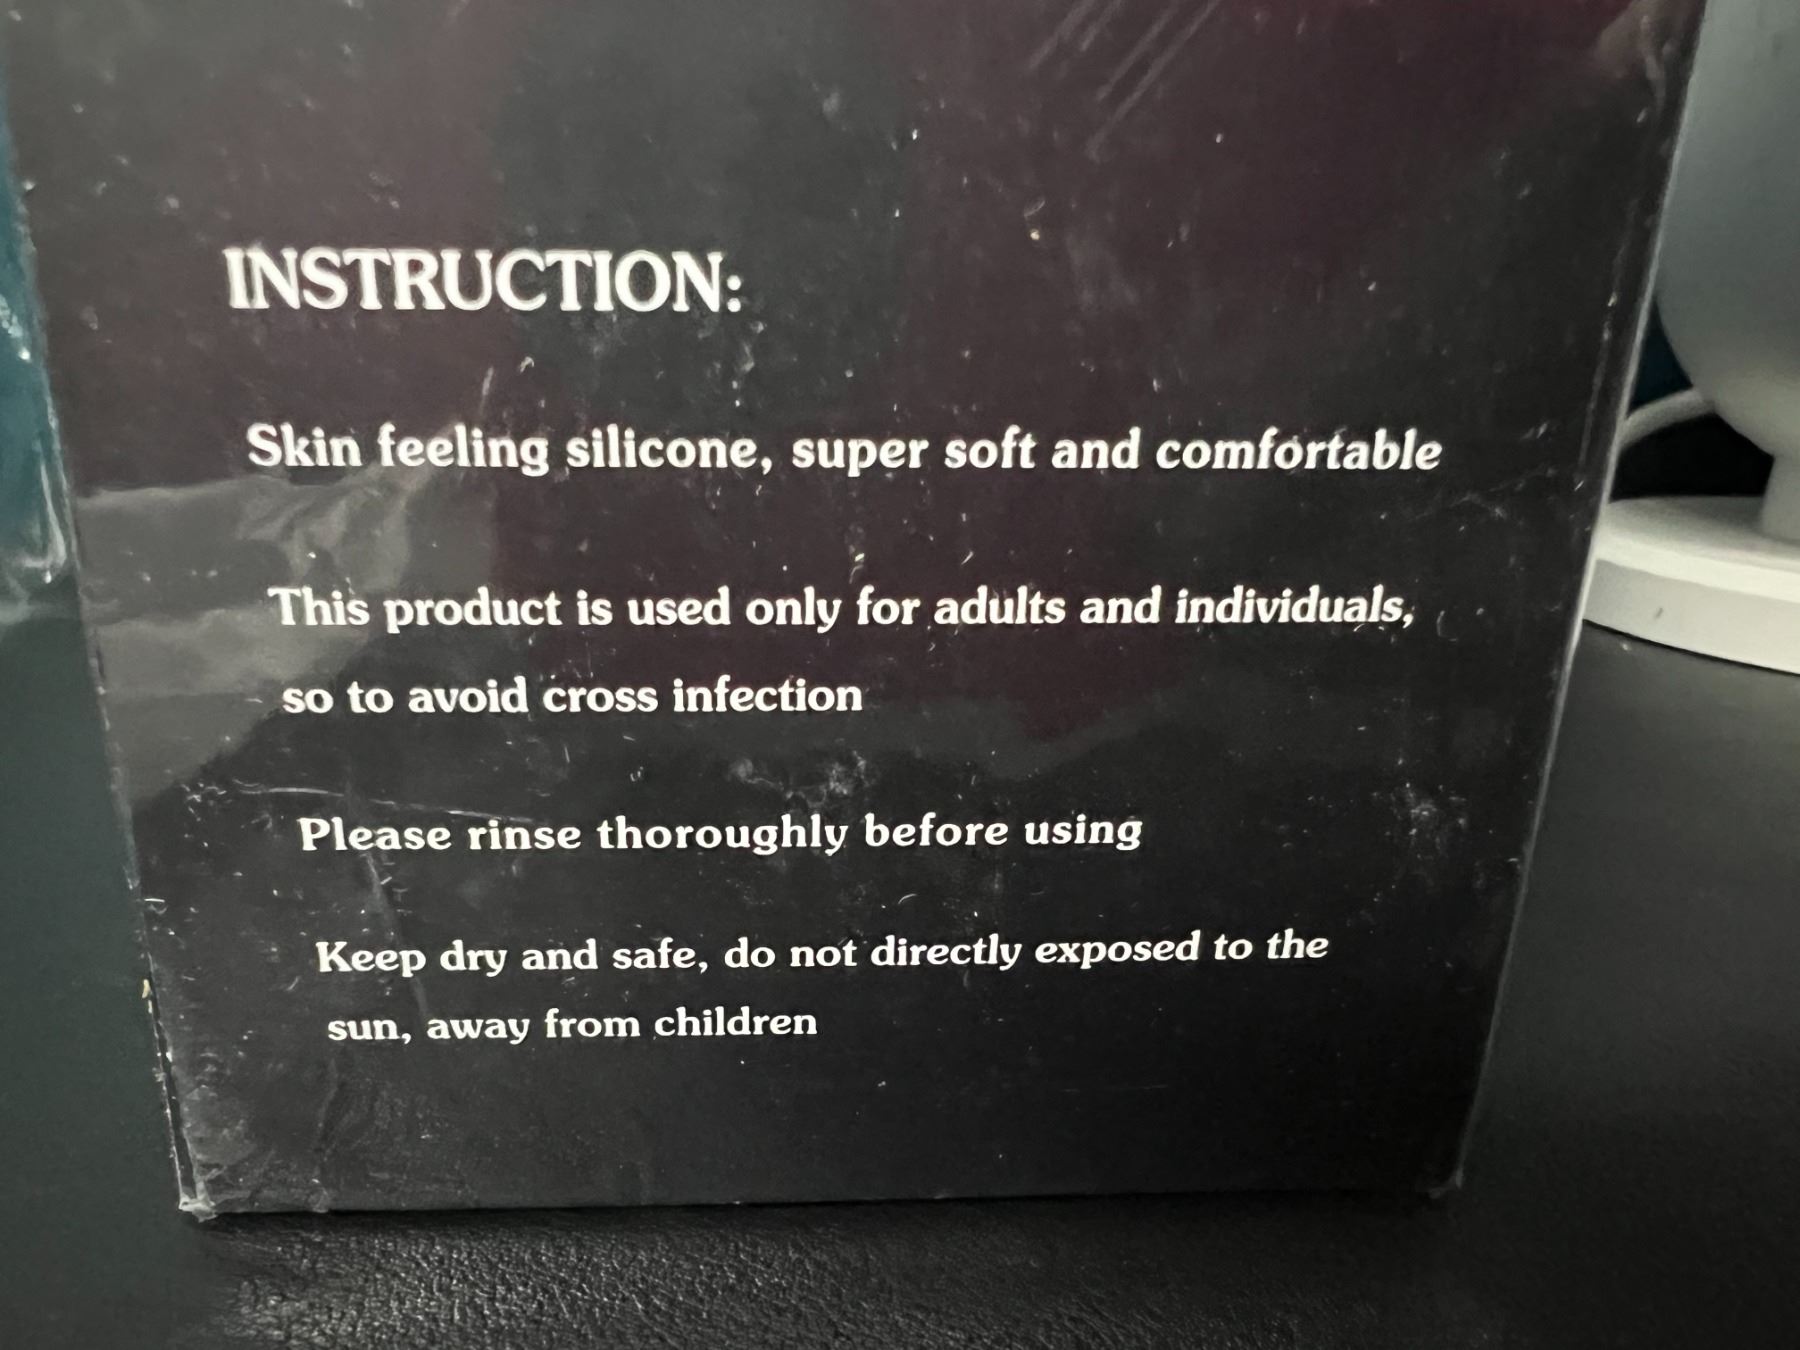 INSTRUCTION:
Skin feeling silicone, super soft and comfortable
This product is used only for adults and individuals,
so to avoid cross infection
Please rinse thoroughly before using
Keep dry and safe, do not directly exposed to the
sun, away from children